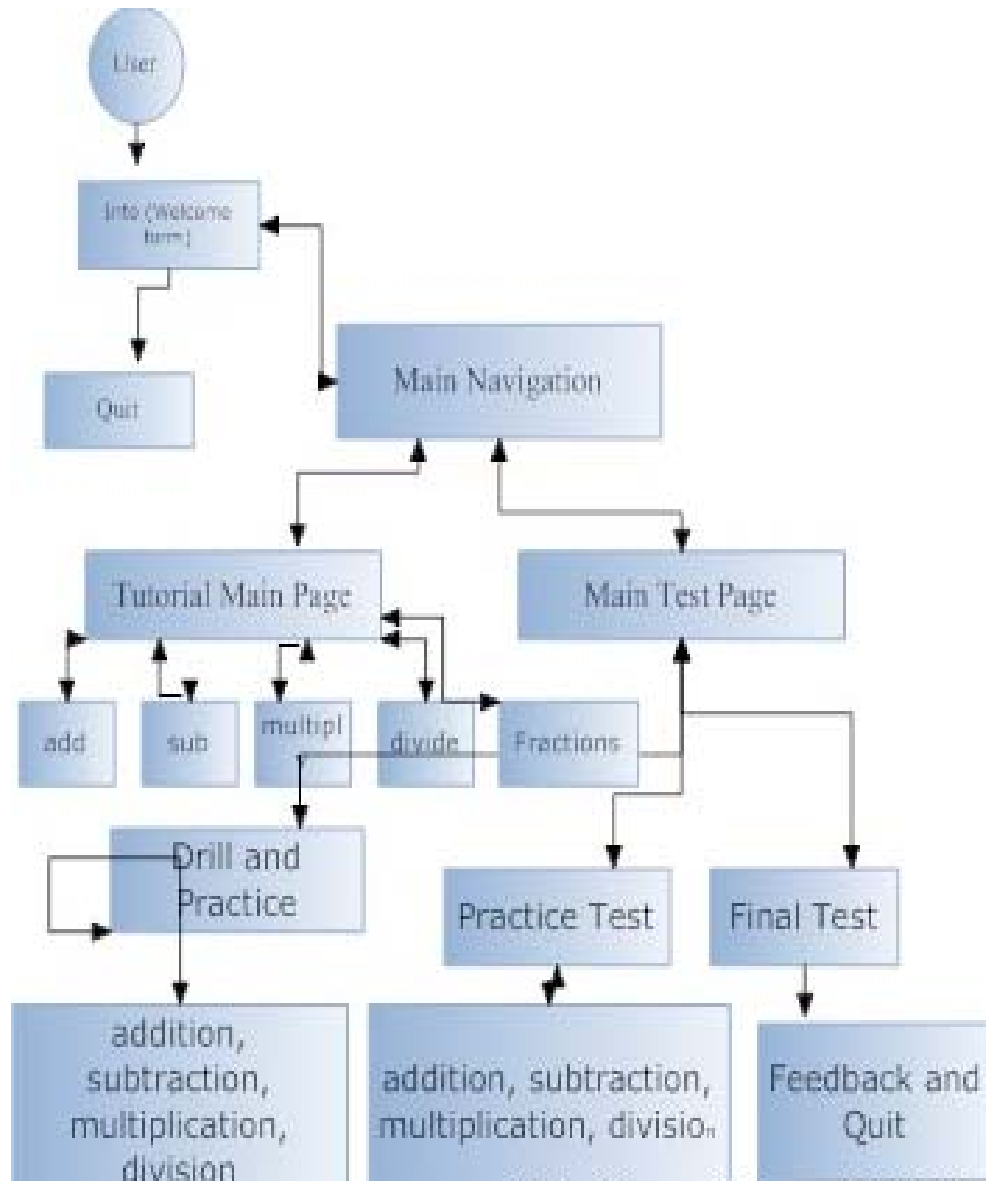 User
Into (Welcome
form)
Quit
Main Navigation
Tutorial Main Page
Main Test Page
add
sub
multipl
divide
Fractions
Drill and
Practice
Practice Test
Final Test
addition,
subtraction,
multiplication,
division
addition, subtraction,
multiplication, division
Feedback and
Quit